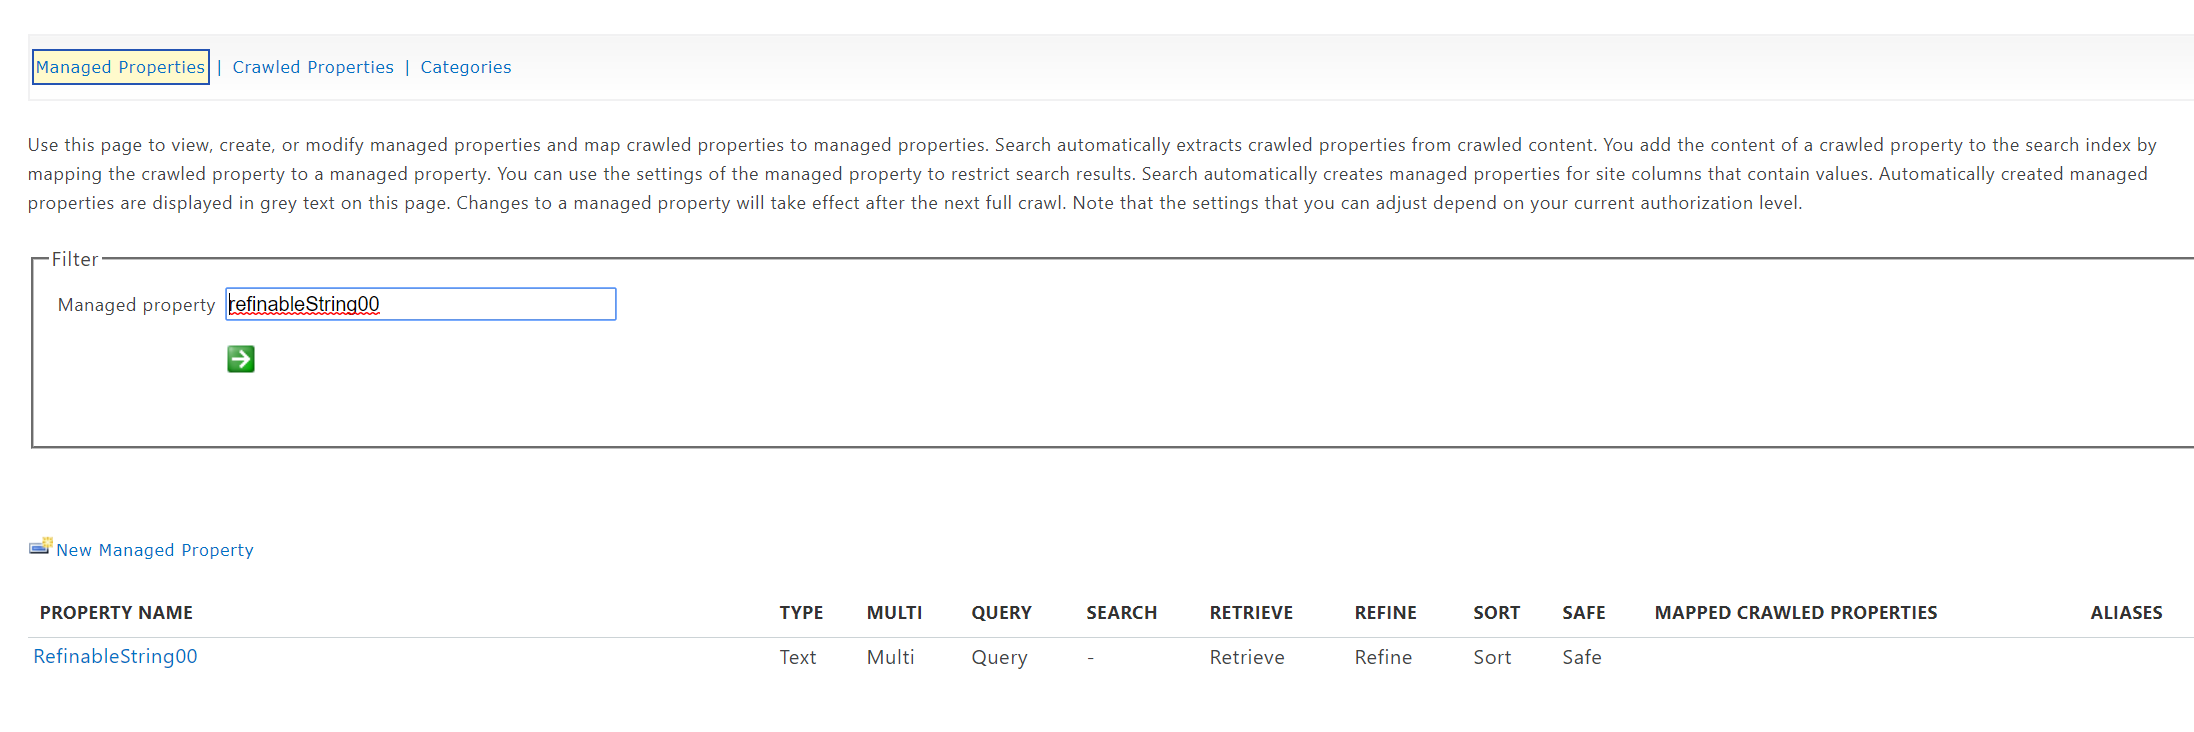 Managed Properties | Crawled Properties | Categories
Use this page to view, create, or modify managed properties and map crawled properties to managed properties. Search automatically extracts crawled properties from crawled content. You add the content of a crawled property to the search index by
mapping the crawled property to a managed property. You can use the settings of the managed property to restrict search results. Search automatically creates managed properties for site columns that contain values. Automatically created managed
properties are displayed in grey text on this page. Changes to a managed property will take effect after the next full crawl. Note that the settings that you can adjust depend on your current authorization level.
Filter
Managed property refinableString00
New Managed Property
PROPERTY NAME TYPE MULTI QUERY SEARCH RETRIEVE REFINE SORT SAFE MAPPED CRAWLED PROPERTIES ALIASES
RefinableString00 Text Multi Query - Retrieve Refine Sort Safe